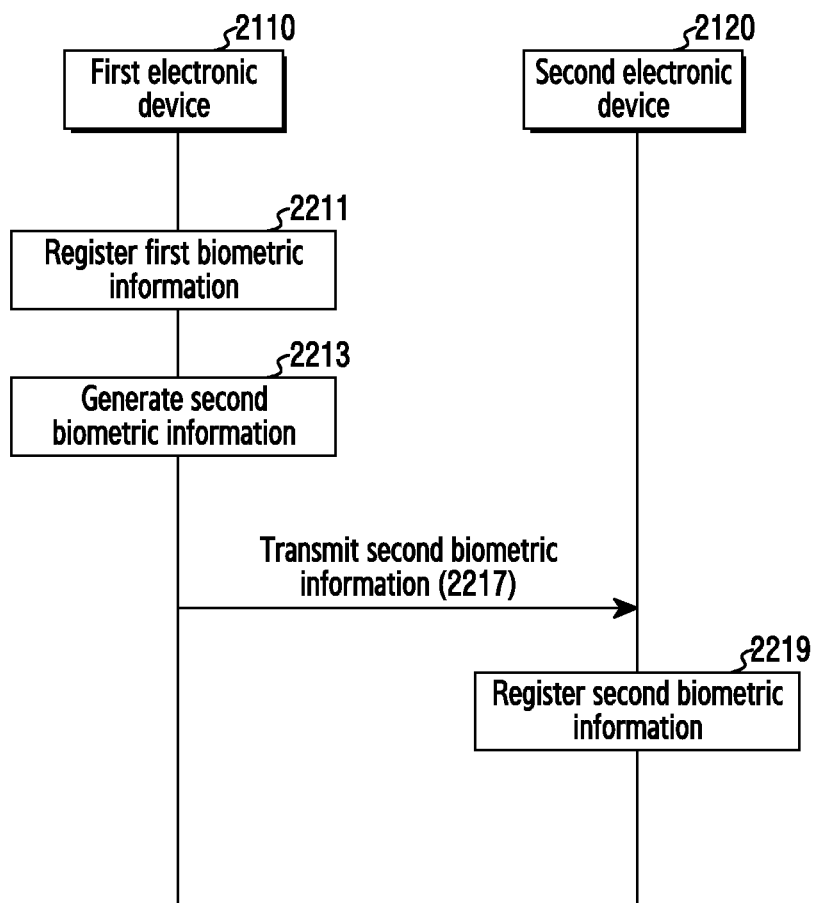 2110
First electronic
device
2120
Second electronic
device
2211
Register first biometric
information
2213
Generate second
biometric information
Transmit second biometric
information (2217)
2219
Register second biometric
information